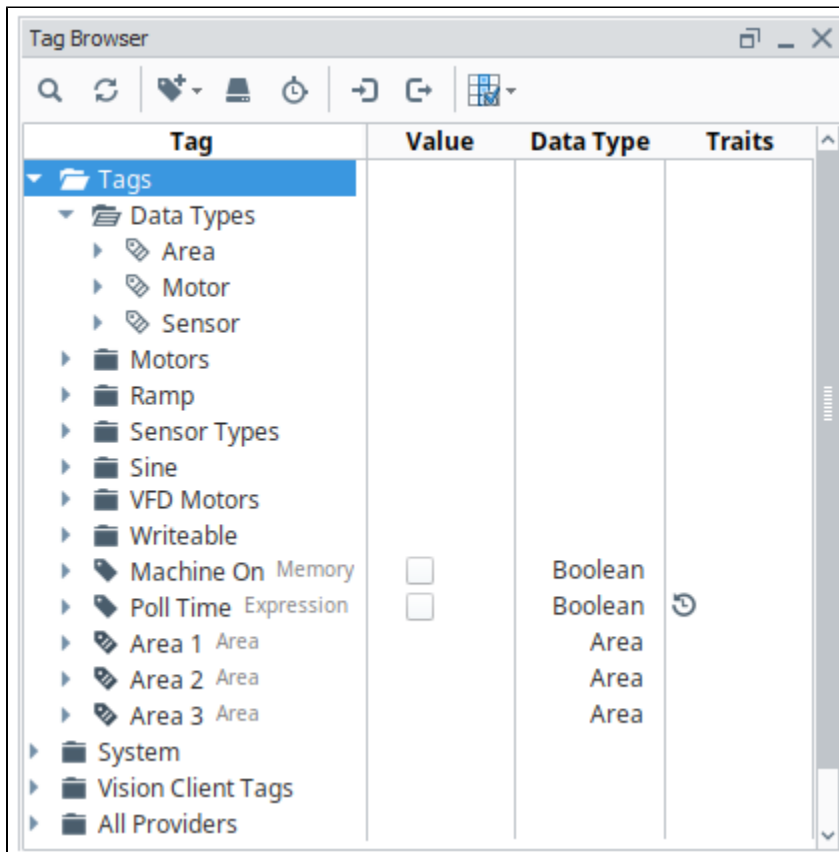 Tag Browser
Tag Value Data Type Traits
Tags
Data Types
Area
Motor
Sensor
Motors
Ramp
Sensor Types
Sine
VFD Motors
Writeable
Machine On Memory Boolean
Poll Time Expression Boolean
Area 1 Area Area
Area 2 Area Area
Area 3 Area Area
System
Vision Client Tags
All Providers